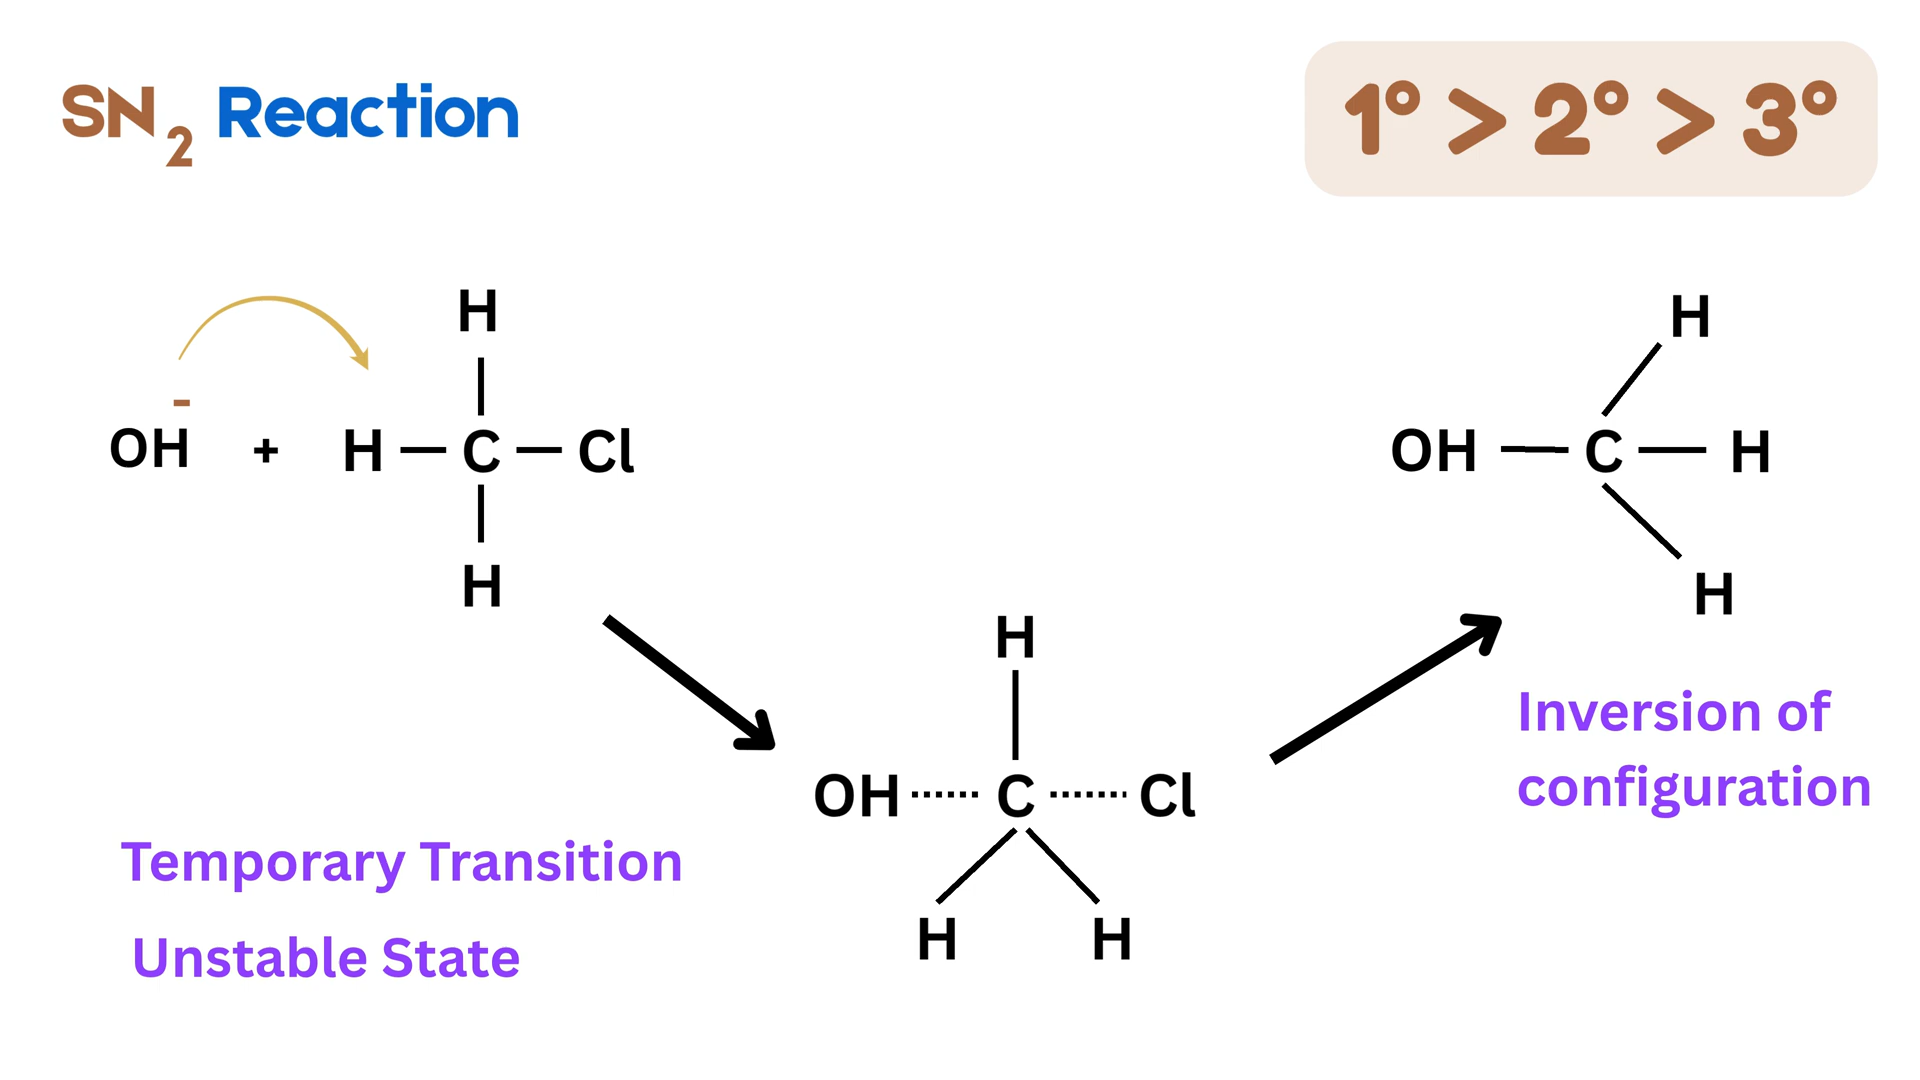 SN₂ Reaction
1° > 2° > 3°
H
OH⁻ + H — C — Cl
H
H
OH — C — H
H
H
OH ······ C ······ Cl
H H
Inversion of
configuration
Temporary Transition
Unstable State